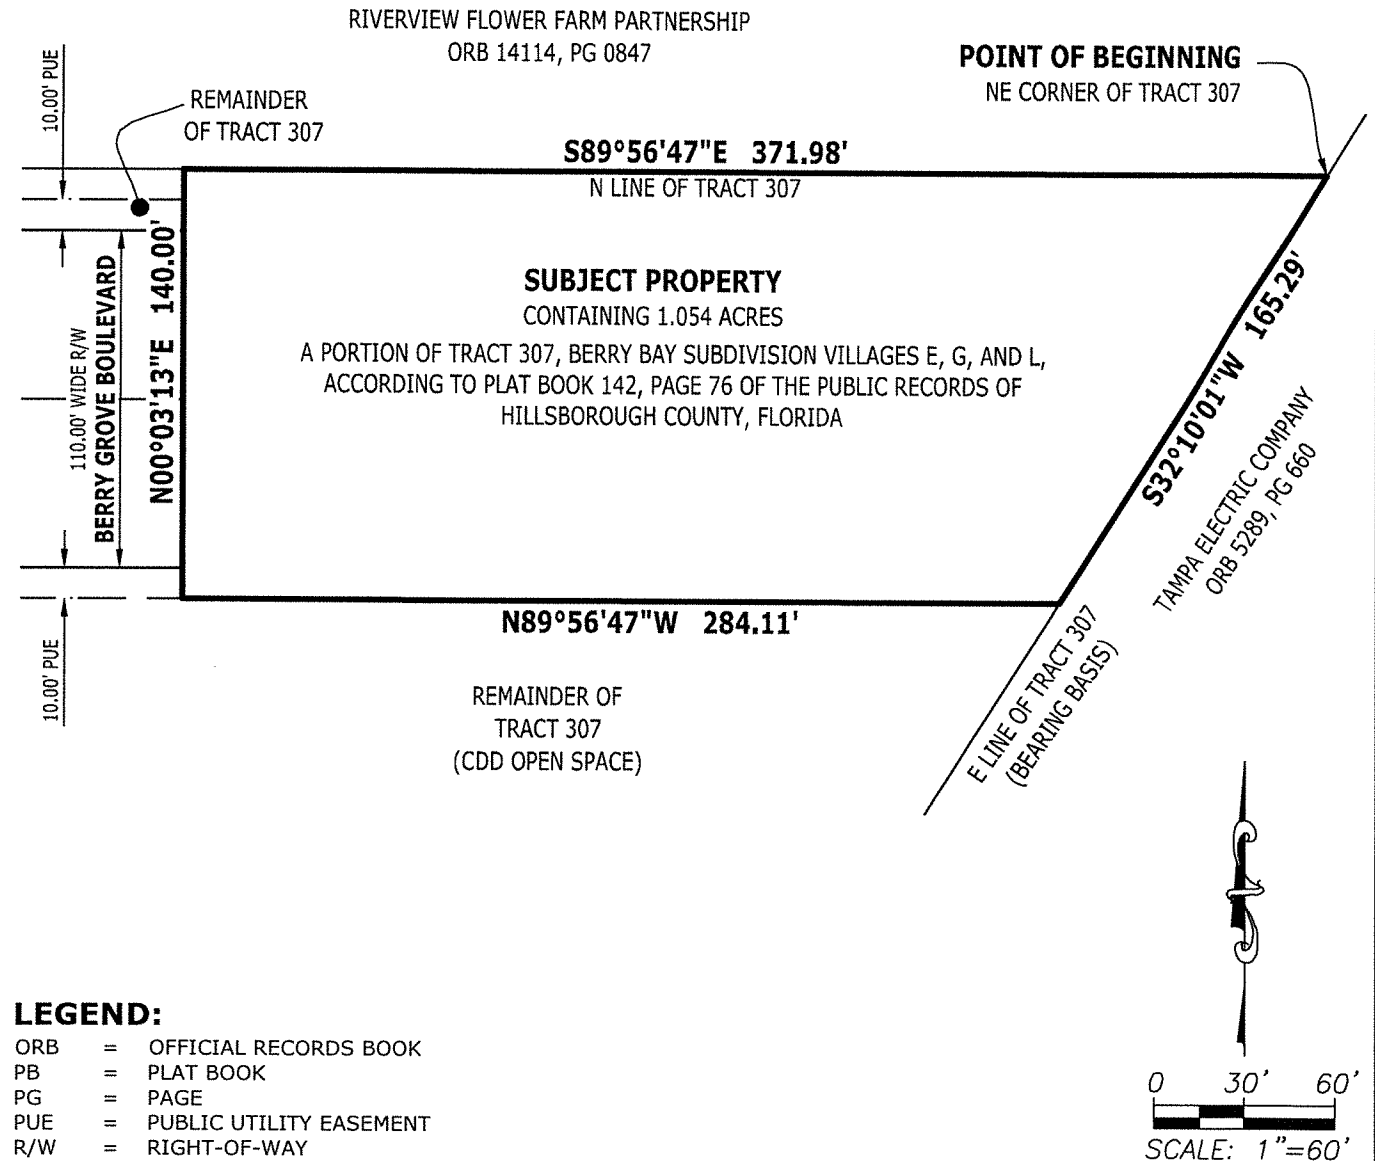 RIVERVIEW FLOWER FARM PARTNERSHIP
ORB 14114, PG 0847
POINT OF BEGINNING
NE CORNER OF TRACT 307
10.00' PUE
REMAINDER
OF TRACT 307
S89°56'47"E 371.98'
N LINE OF TRACT 307
110.00' WIDE R/W
BERRY GROVE BOULEVARD
N00°03'13"E 140.00'
SUBJECT PROPERTY
CONTAINING 1.054 ACRES
A PORTION OF TRACT 307, BERRY BAY SUBDIVISION VILLAGES E, G, AND L,
ACCORDING TO PLAT BOOK 142, PAGE 76 OF THE PUBLIC RECORDS OF
HILLSBOROUGH COUNTY, FLORIDA
S32°10'01"W 165.29'
TAMPA ELECTRIC COMPANY
ORB 5289, PG 660
N89°56'47"W 284.11'
10.00' PUE
E LINE OF TRACT 307
(BEARING BASIS)
REMAINDER OF
TRACT 307
(CDD OPEN SPACE)
LEGEND:
ORB = OFFICIAL RECORDS BOOK
PB = PLAT BOOK
PG = PAGE
PUE = PUBLIC UTILITY EASEMENT
R/W = RIGHT-OF-WAY
0 30' 60'
SCALE: 1"=60'